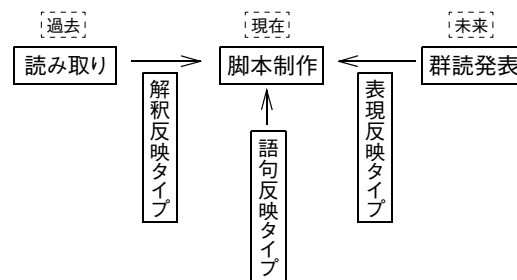 過去
現在
未来
読み取り
脚本制作
群読発表
解釈反映タイプ
語句反映タイプ
表現反映タイプ